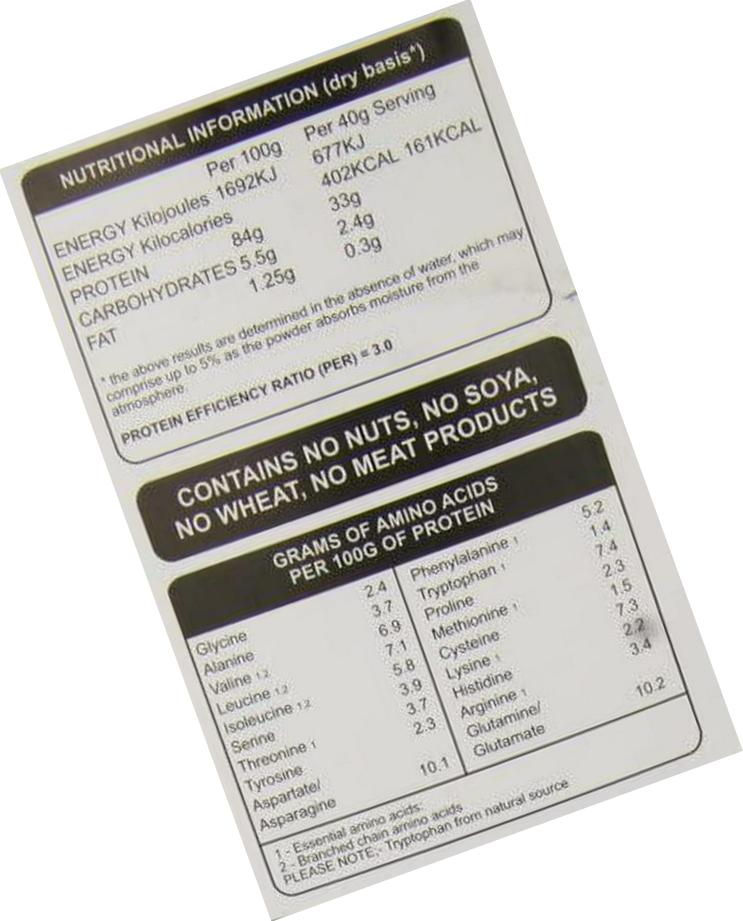 NUTRITIONAL INFORMATION (dry basis*)
Per 100g Per 40g Serving
ENERGY Kilojoules 1692KJ 677KJ
ENERGY Kilocalories 402KCAL 161KCAL
PROTEIN 84g 33g
CARBOHYDRATES 5.5g 2.4g
FAT 1.25g 0.3g
* the above results are determined in the absence of water, which may
comprise up to 5% as the powder absorbs moisture from the
atmosphere
PROTEIN EFFICIENCY RATIO (PER) = 3.0
CONTAINS NO NUTS, NO SOYA,
NO WHEAT, NO MEAT PRODUCTS
GRAMS OF AMINO ACIDS
PER 100G OF PROTEIN
Glycine 2.4
Alanine 3.7
Valine 1,2 6.9
Leucine 1,2 7.1
Isoleucine 1,2 5.8
Serine 3.9
Threonine 1 3.7
Tyrosine 2.3
Aspartate/
Asparagine 10.1
Phenylalanine 1 5.2
Tryptophan 1 1.4
Proline 7.4
Methionine 1 2.3
Cysteine 1.5
Lysine 1 7.3
Histidine 2.2
Arginine 1 3.4
Glutamine/
Glutamate 10.2
1 - Essential amino acids:
2 - Branched chain amino acids
PLEASE NOTE:- Tryptophan from natural source